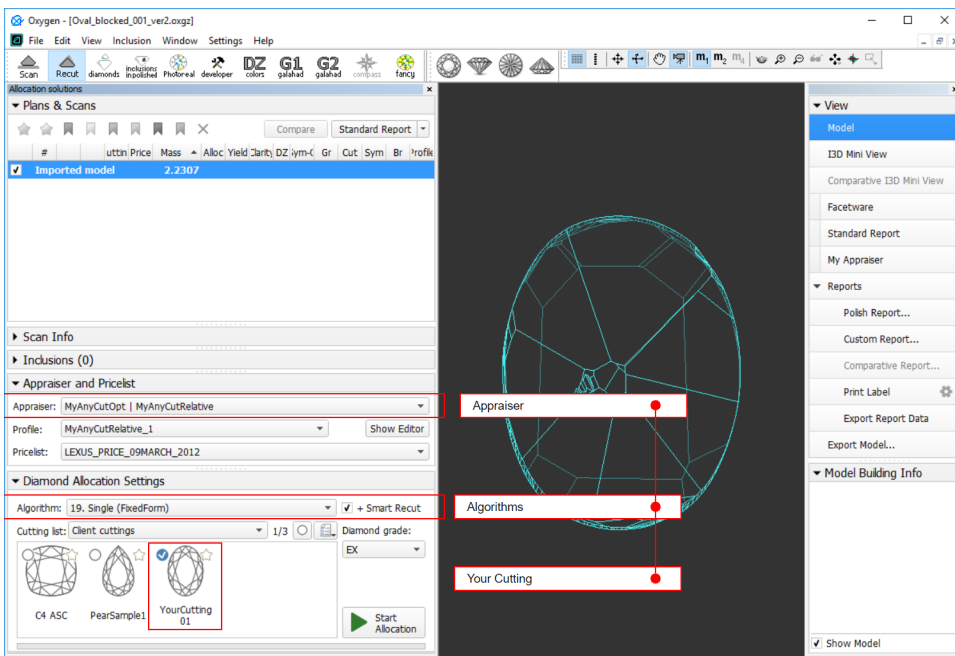 Oxygen - [Oval_blocked_001_ver2.oxgz]
File Edit View Inclusion Window Settings Help
Scan Recut diamonds inclusions inpolished Photoreal developer DZ colors G1 galahad G2 galahad compass fancy m1 m2 m4
Allocation solutions
Plans & Scans
Compare Standard Report
# uttin Price Mass Alloc Yield Clarity DZ Sym-G Gr Cut Sym Br Profile
Imported model 2.2307
Scan Info
Inclusions (0)
Appraiser and Pricelist
Appraiser: MyAnyCutOpt | MyAnyCutRelative
Profile: MyAnyCutRelative_1 Show Editor
Pricelist: LEXUS_PRICE_09MARCH_2012
Diamond Allocation Settings
Algorithm: 19. Single (FixedForm) + Smart Recut
Cutting list: Client cuttings 1/3 Diamond grade:
EX
C4 ASC PearSample1 YourCutting 01
Start
Allocation
Appraiser
Algorithms
Your Cutting
View
Model
I3D Mini View
Comparative I3D Mini View
Facetware
Standard Report
My Appraiser
Reports
Polish Report...
Custom Report...
Comparative Report...
Print Label
Export Report Data
Export Model...
Model Building Info
Show Model